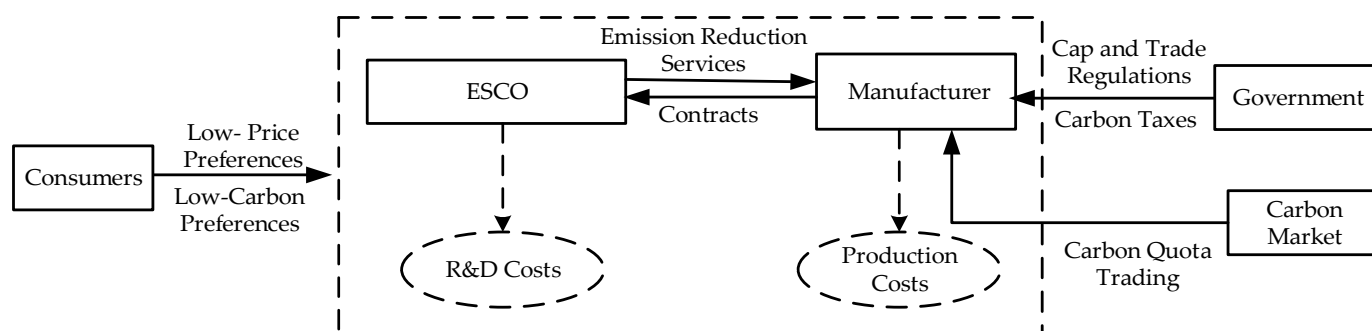 Consumers
Low- Price
Preferences
Low-Carbon
Preferences
ESCO
Emission Reduction
Services
Contracts
Manufacturer
R&D Costs
Production
Costs
Cap and Trade
Regulations
Carbon Taxes
Government
Carbon Quota
Trading
Carbon
Market